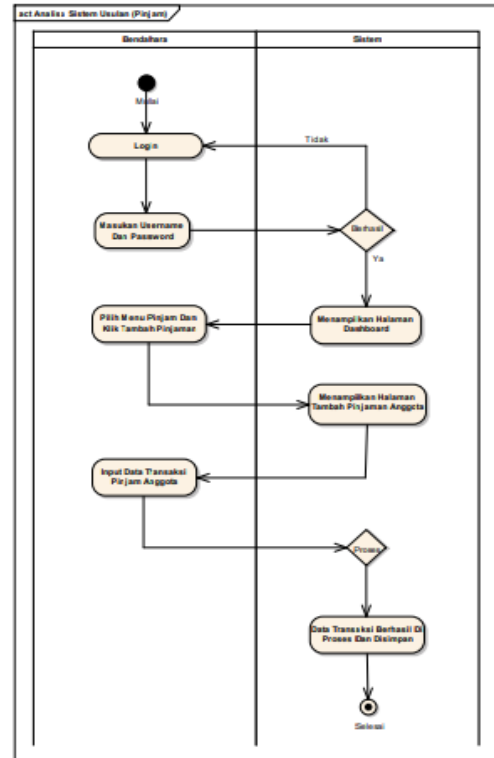 act Analisa Sistem Usulan (Pinjam)
Bendahara
Sistem
Mulai
Login
Tidak
Masukan Username
Dan Password
Berhasil
Ya
Pilih Menu Pinjam Dan
Klik Tambah Pinjaman
Menampilkan Halaman
Dashboard
Menampilkan Halaman
Tambah Pinjaman Anggota
Input Data Transaksi
Pinjam Anggota
Proses
Data Transaksi Berhasil Di
Proses Dan Disimpan
Selesai